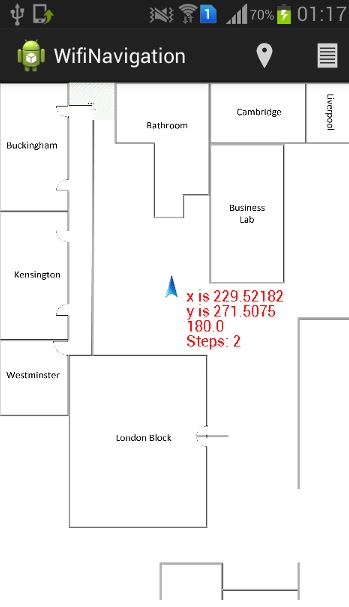 1 70% 01:17
WifiNavigation
Bathroom
Cambridge
Liverpool
Buckingham
Business
Lab
Kensington
x is 229.52182
y is 271.5075
180.0
Steps: 2
Westminster
London Block